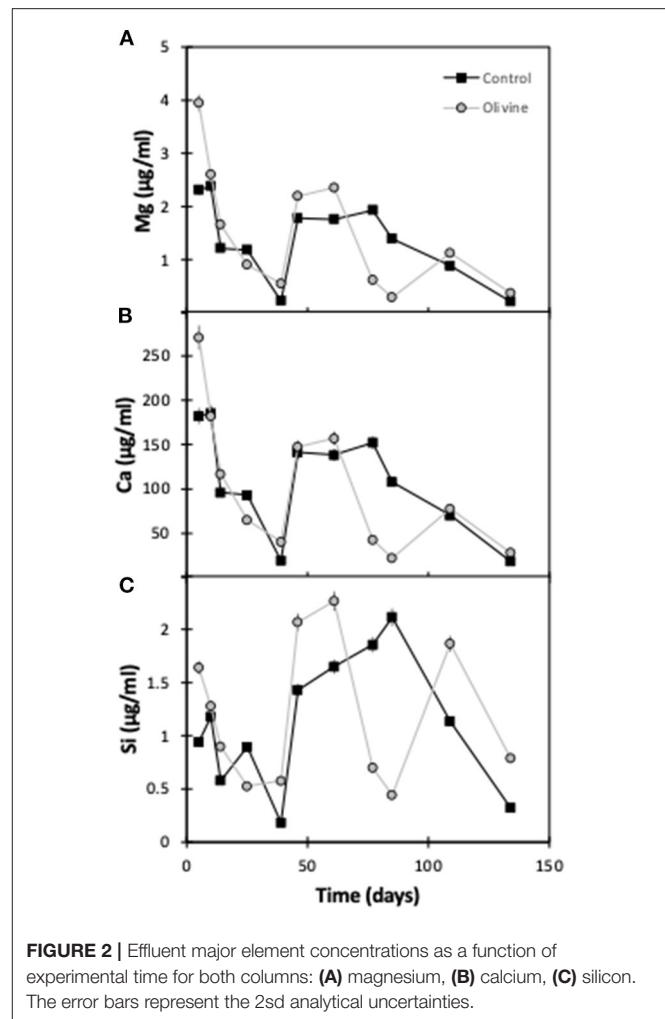 A
5
4
3
2
1
Mg (µg/ml)
Control
Olivine
B
250
200
150
100
50
Ca (µg/ml)
C
2
1.5
1
0.5
0
Si (µg/ml)
0 50 100 150
Time (days)
FIGURE 2 | Effluent major element concentrations as a function of
experimental time for both columns: (A) magnesium, (B) calcium, (C) silicon.
The error bars represent the 2sd analytical uncertainties.